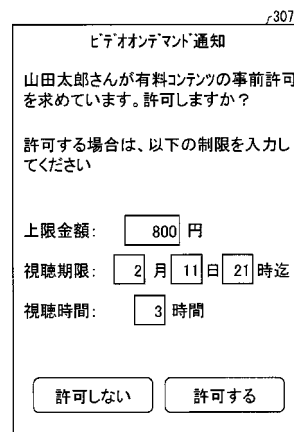 307
ビデオオンデマンド通知
山田太郎さんが有料コンテンツの事前許可
を求めています。許可しますか？
許可する場合は、以下の制限を入力し
てください
上限金額： 800 円
視聴期限： 2 月 11 日 21 時迄
視聴時間： 3 時間
許可しない 許可する